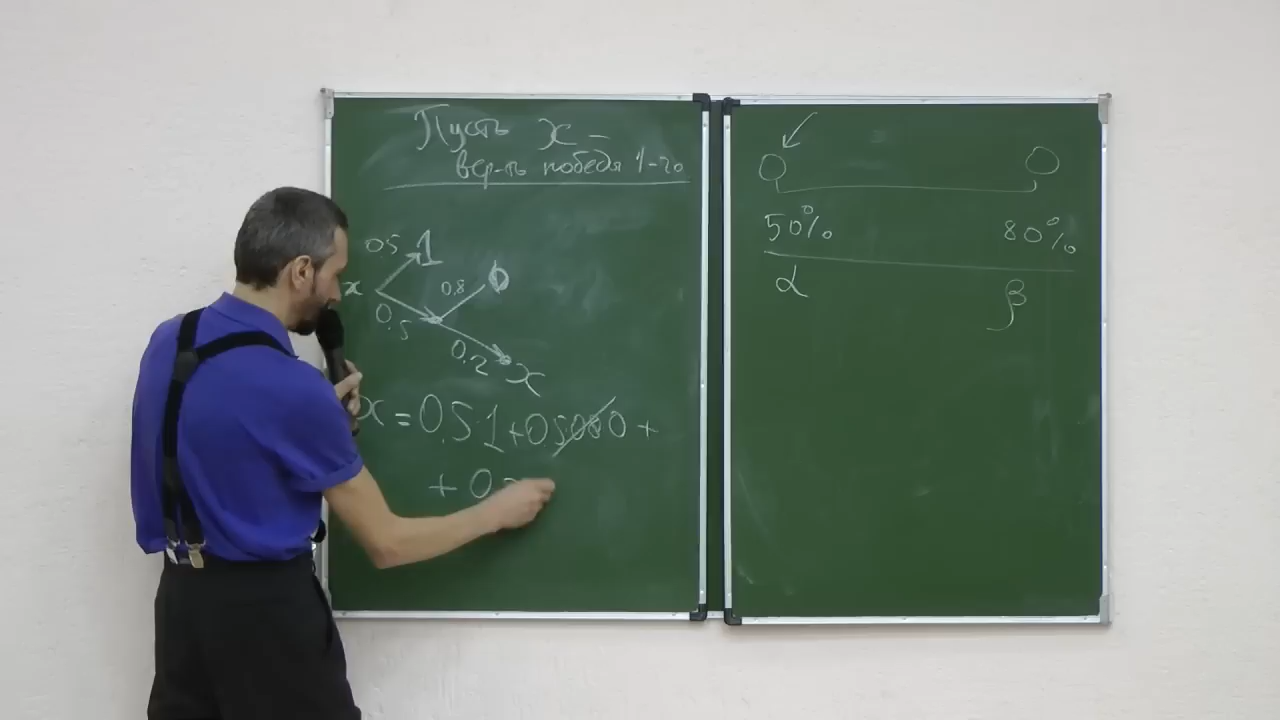 Пусть x –
вер-ть победы 1-го
0.5 1
x 0.8 0
0.5
0.2 x
x = 0.5 1 + 0.5 0.8 0 +
+ 0.
50% 80%
α β